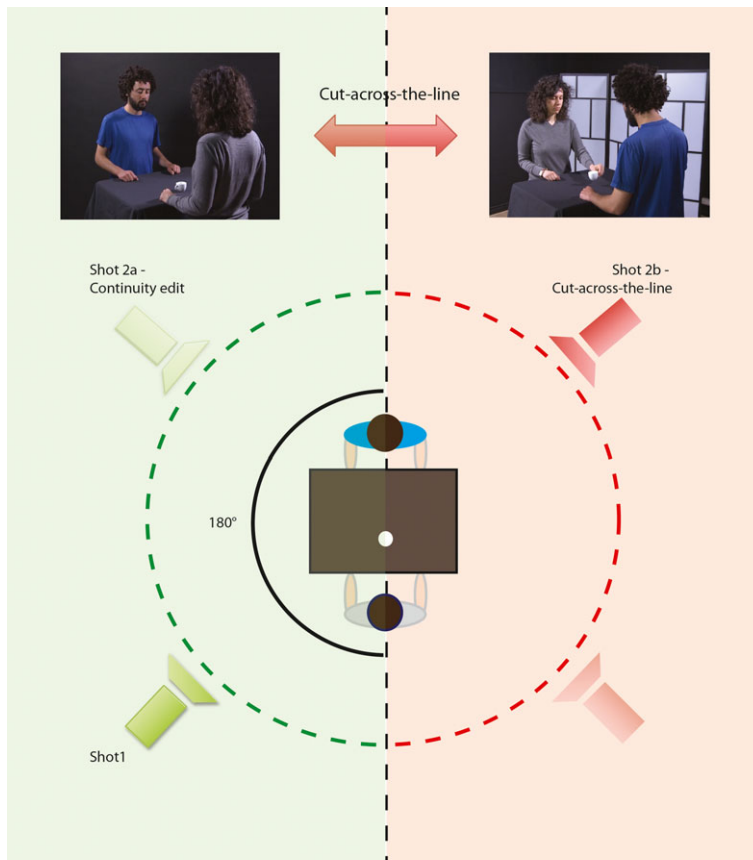 Cut-across-the-line
Shot 2a -
Continuity edit
Shot 2b -
Cut-across-the-line
180°
Shot1